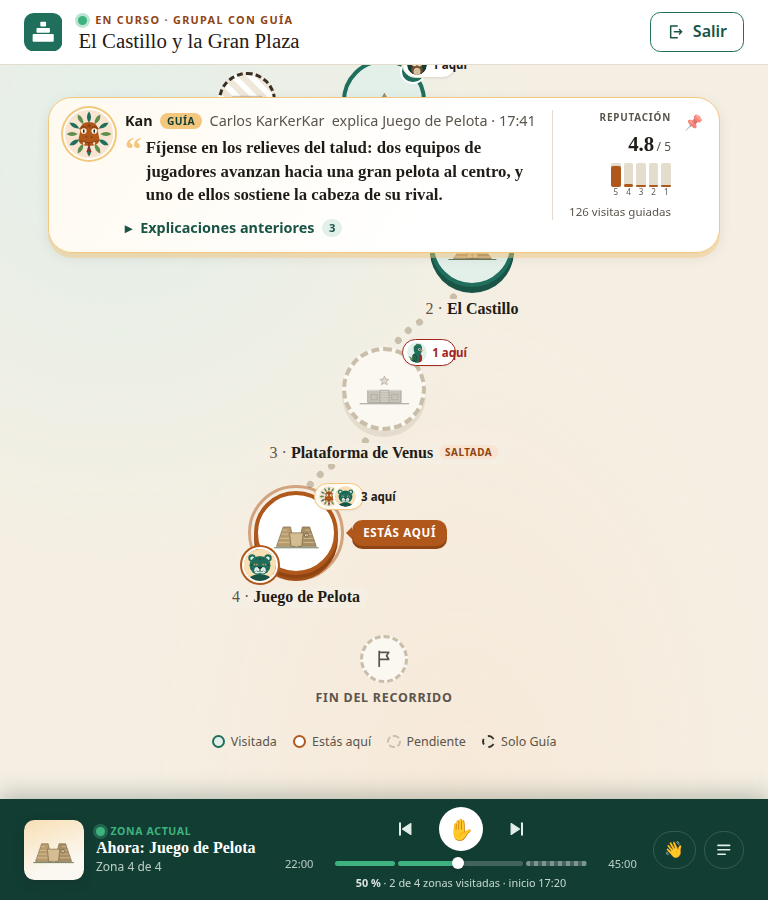 EN CURSO · GRUPAL CON GUÍA
El Castillo y la Gran Plaza
Salir
1 aquí
Kan GUÍA Carlos KarKerKar explica Juego de Pelota · 17:41
“ Fíjense en los relieves del talud: dos equipos de
jugadores avanzan hacia una gran pelota al centro, y
uno de ellos sostiene la cabeza de su rival.
▸ Explicaciones anteriores 3
REPUTACIÓN
4.8 / 5
5 4 3 2 1
126 visitas guiadas
2 · El Castillo
1 aquí
3 · Plataforma de Venus SALTADA
3 aquí
ESTÁS AQUÍ
4 · Juego de Pelota
FIN DEL RECORRIDO
Visitada Estás aquí Pendiente Solo Guía
ZONA ACTUAL
Ahora: Juego de Pelota
Zona 4 de 4
22:00
45:00
50 % · 2 de 4 zonas visitadas · inicio 17:20